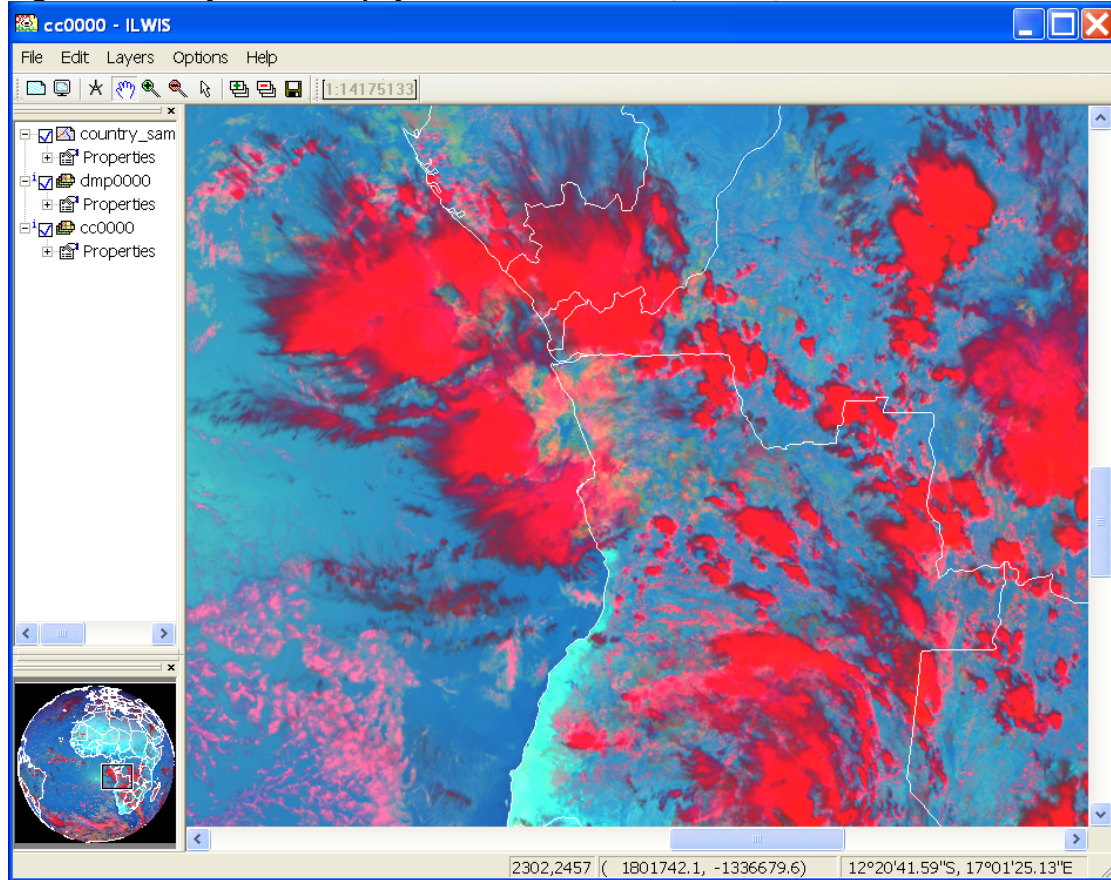 cc0000 - ILWIS
File Edit Layers Options Help
1:14175133
country_sam
Properties
dmp0000
Properties
cc0000
Properties
2302,2457 ( 1801742.1, -1336679.6) 12°20'41.59"S, 17°01'25.13"E